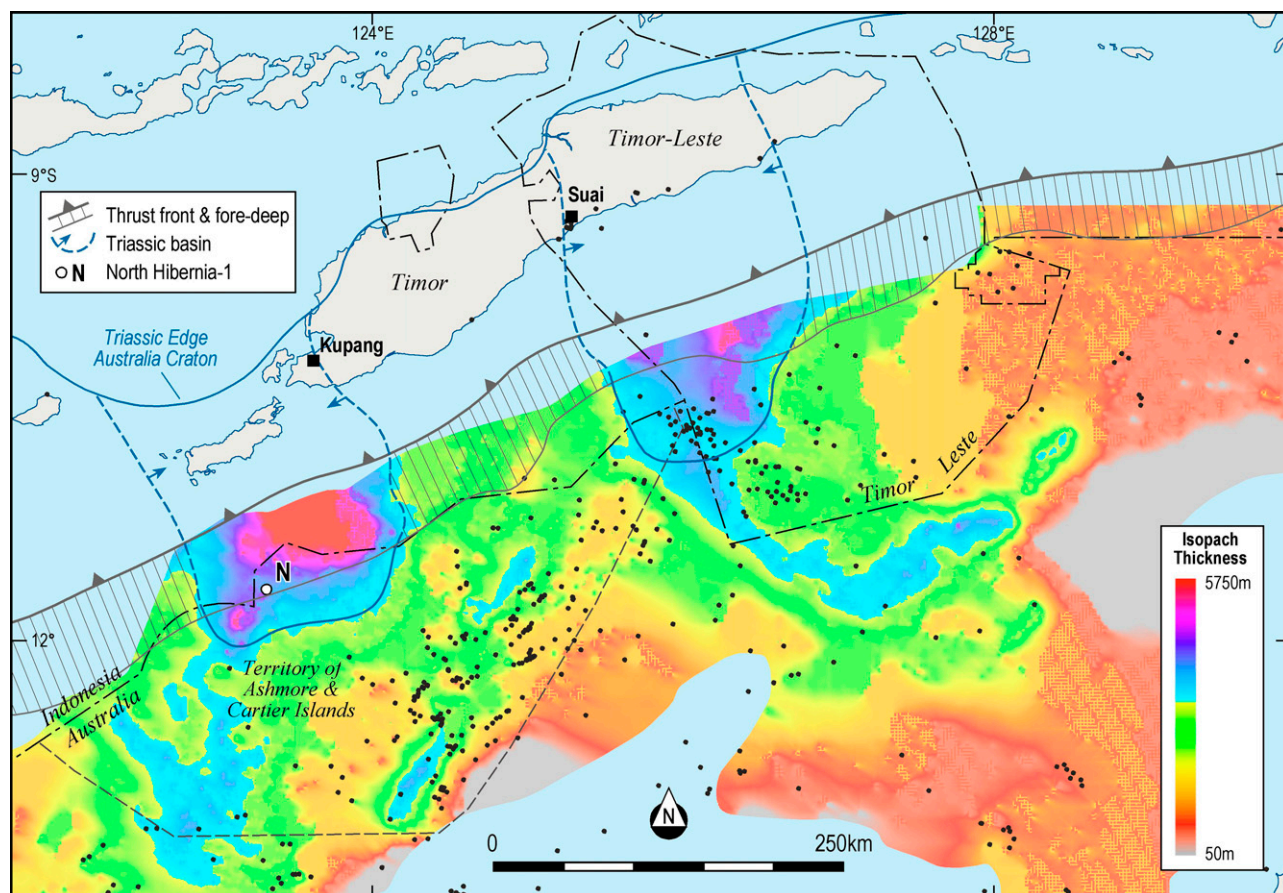 124°E
128°E
9°S
12°
Timor-Leste
Suai
Timor
Kupang
Thrust front & fore-deep
Triassic basin
N North Hibernia-1
Triassic Edge
Australia Craton
N
Territory of
Ashmore &
Cartier Islands
Indonesia
Australia
Timor Leste
N
0 250km
Isopach
Thickness
5750m
50m